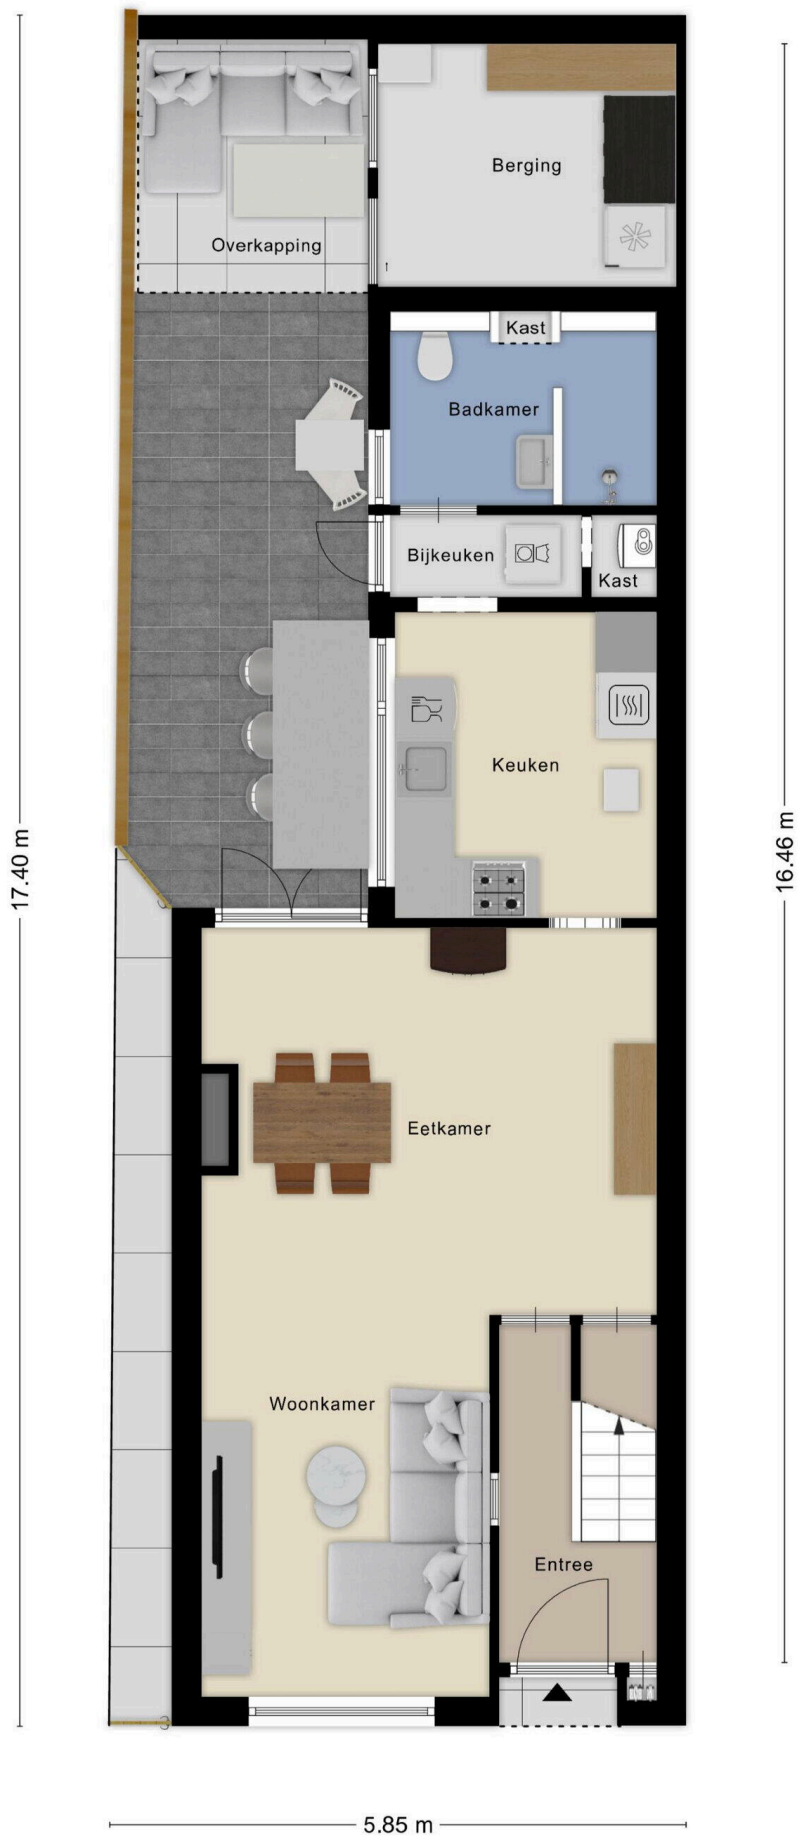 Berging
Overkapping
Kast
Badkamer
Bijkeuken
Kast
Keuken
17.40 m
16.46 m
Eetkamer
Woonkamer
Entree
5.85 m